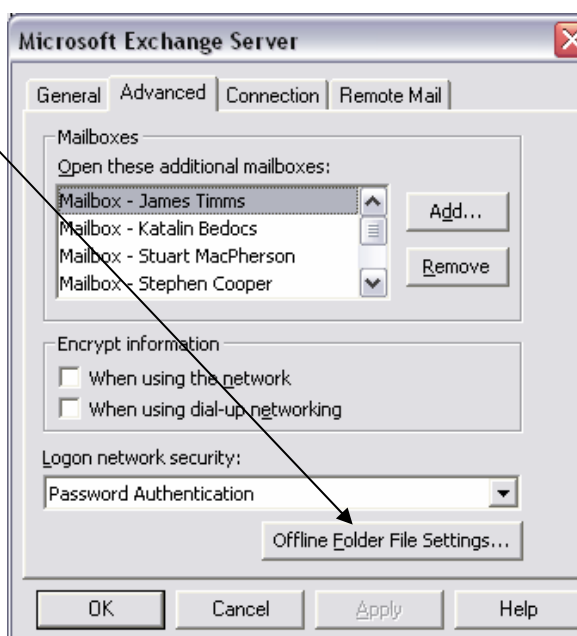 Microsoft Exchange Server
General Advanced Connection Remote Mail
Mailboxes
Open these additional mailboxes:
Mailbox - James Timms
Mailbox - Katalin Bedocs
Mailbox - Stuart MacPherson
Mailbox - Stephen Cooper
Add...
Remove
Encrypt information
When using the network
When using dial-up networking
Logon network security:
Password Authentication
Offline Folder File Settings...
OK Cancel Apply Help